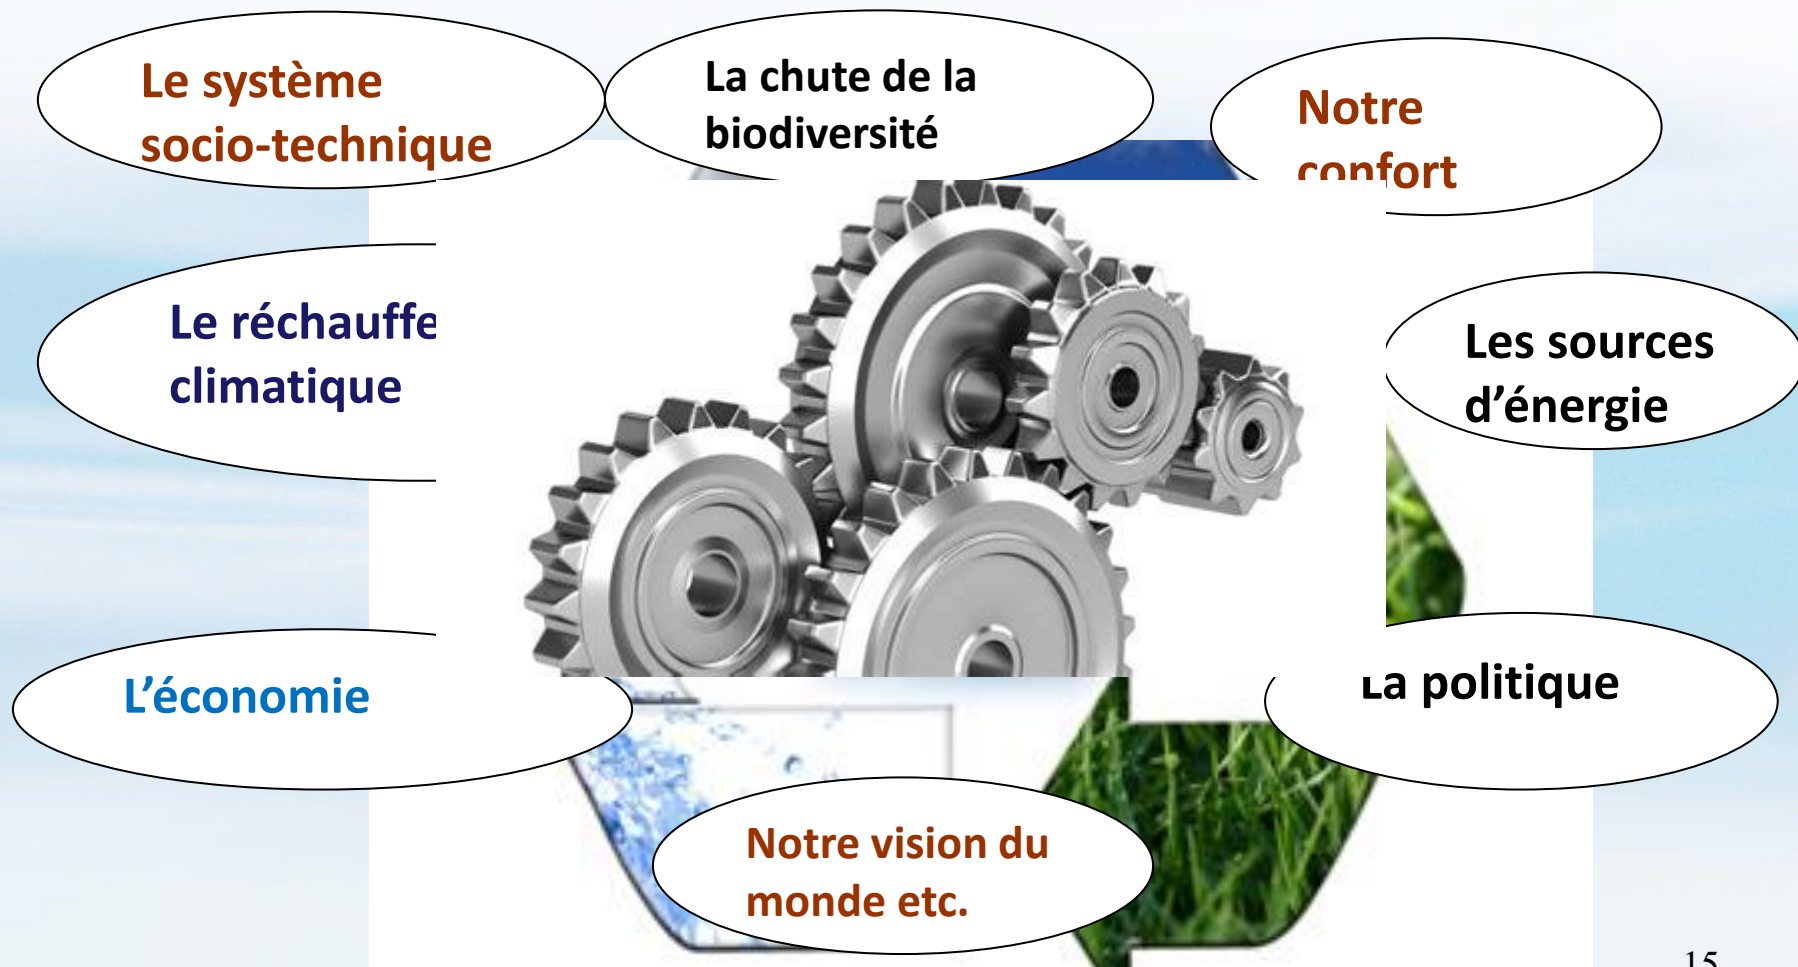 Le système
socio-technique
La chute de la
biodiversité
Notre
confort
Le réchauffe
climatique
Les sources
d’énergie
L’économie
La politique
Notre vision du
monde etc.
15